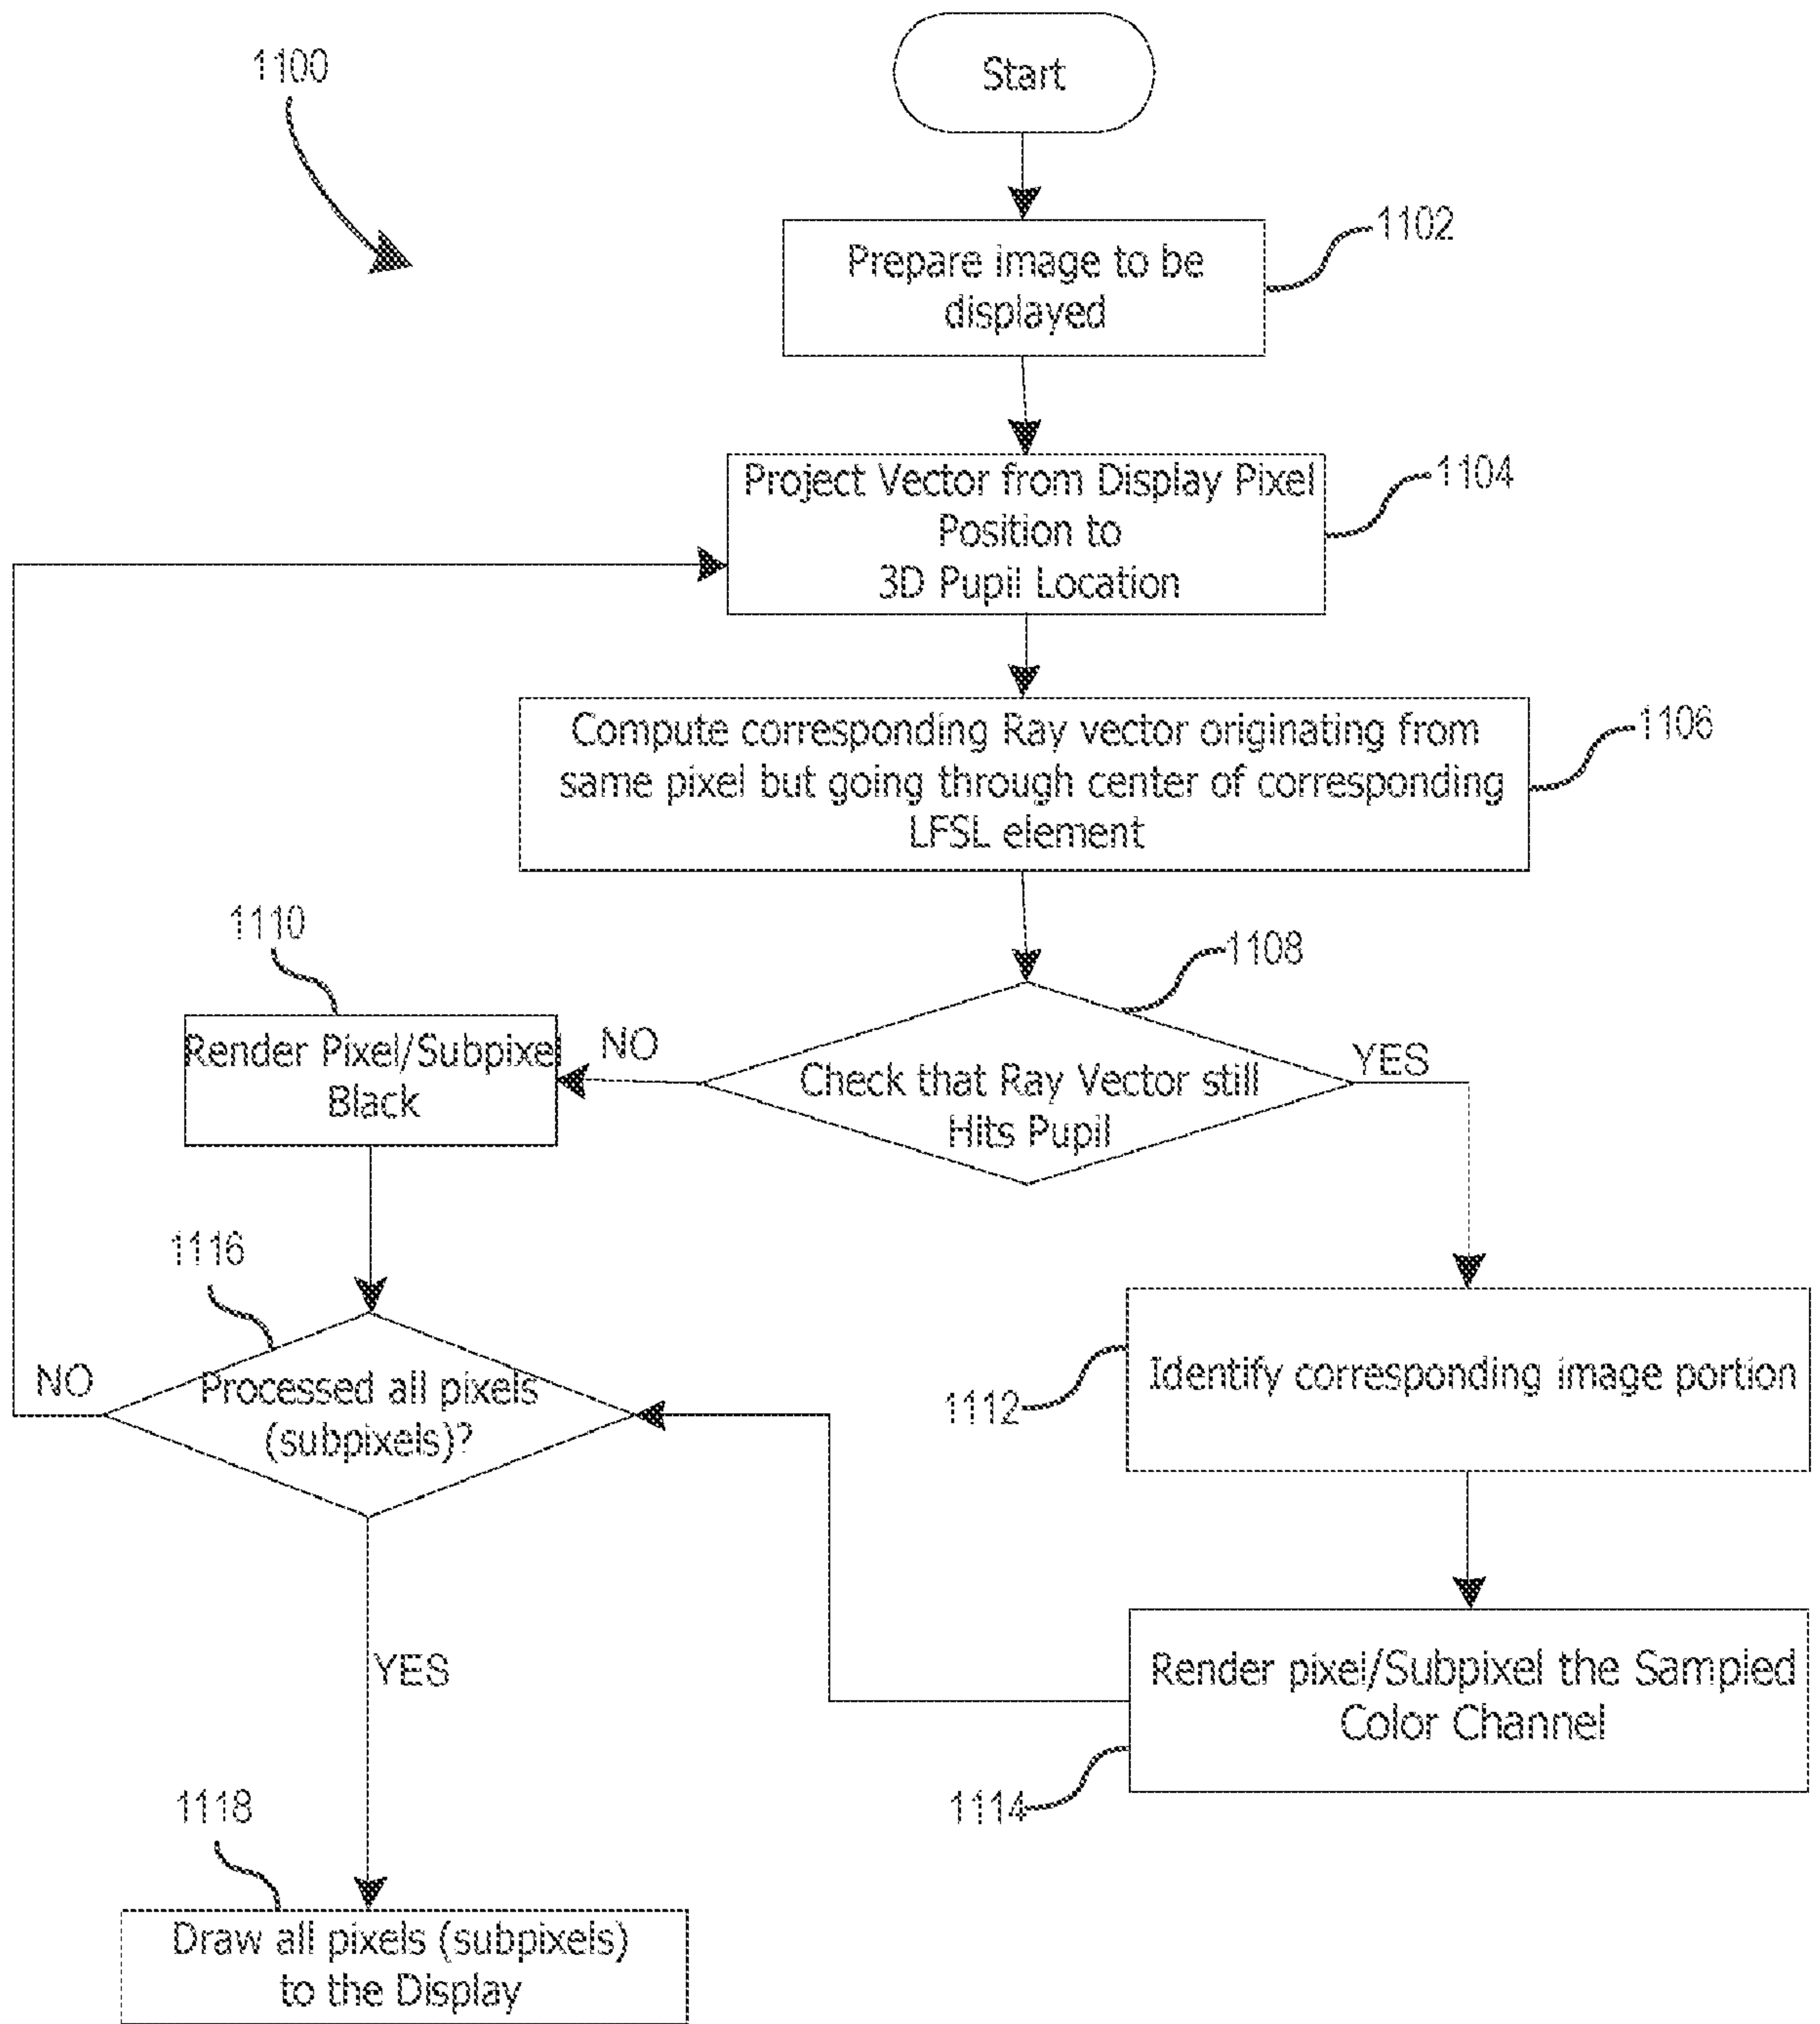 1100
Start
1102
Prepare image to be
displayed
1104
Project Vector from Display Pixel
Position to
3D Pupil Location
1106
Compute corresponding Ray vector originating from
same pixel but going through center of corresponding
LFSL element
1108
Check that Ray Vector still
Hits Pupil
NO
YES
1110
Render Pixel/Subpixel
Black
1112
Identify corresponding image portion
1114
Render pixel/Subpixel the Sampled
Color Channel
1116
Processed all pixels
(subpixels)?
NO
YES
1118
Draw all pixels (subpixels)
to the Display